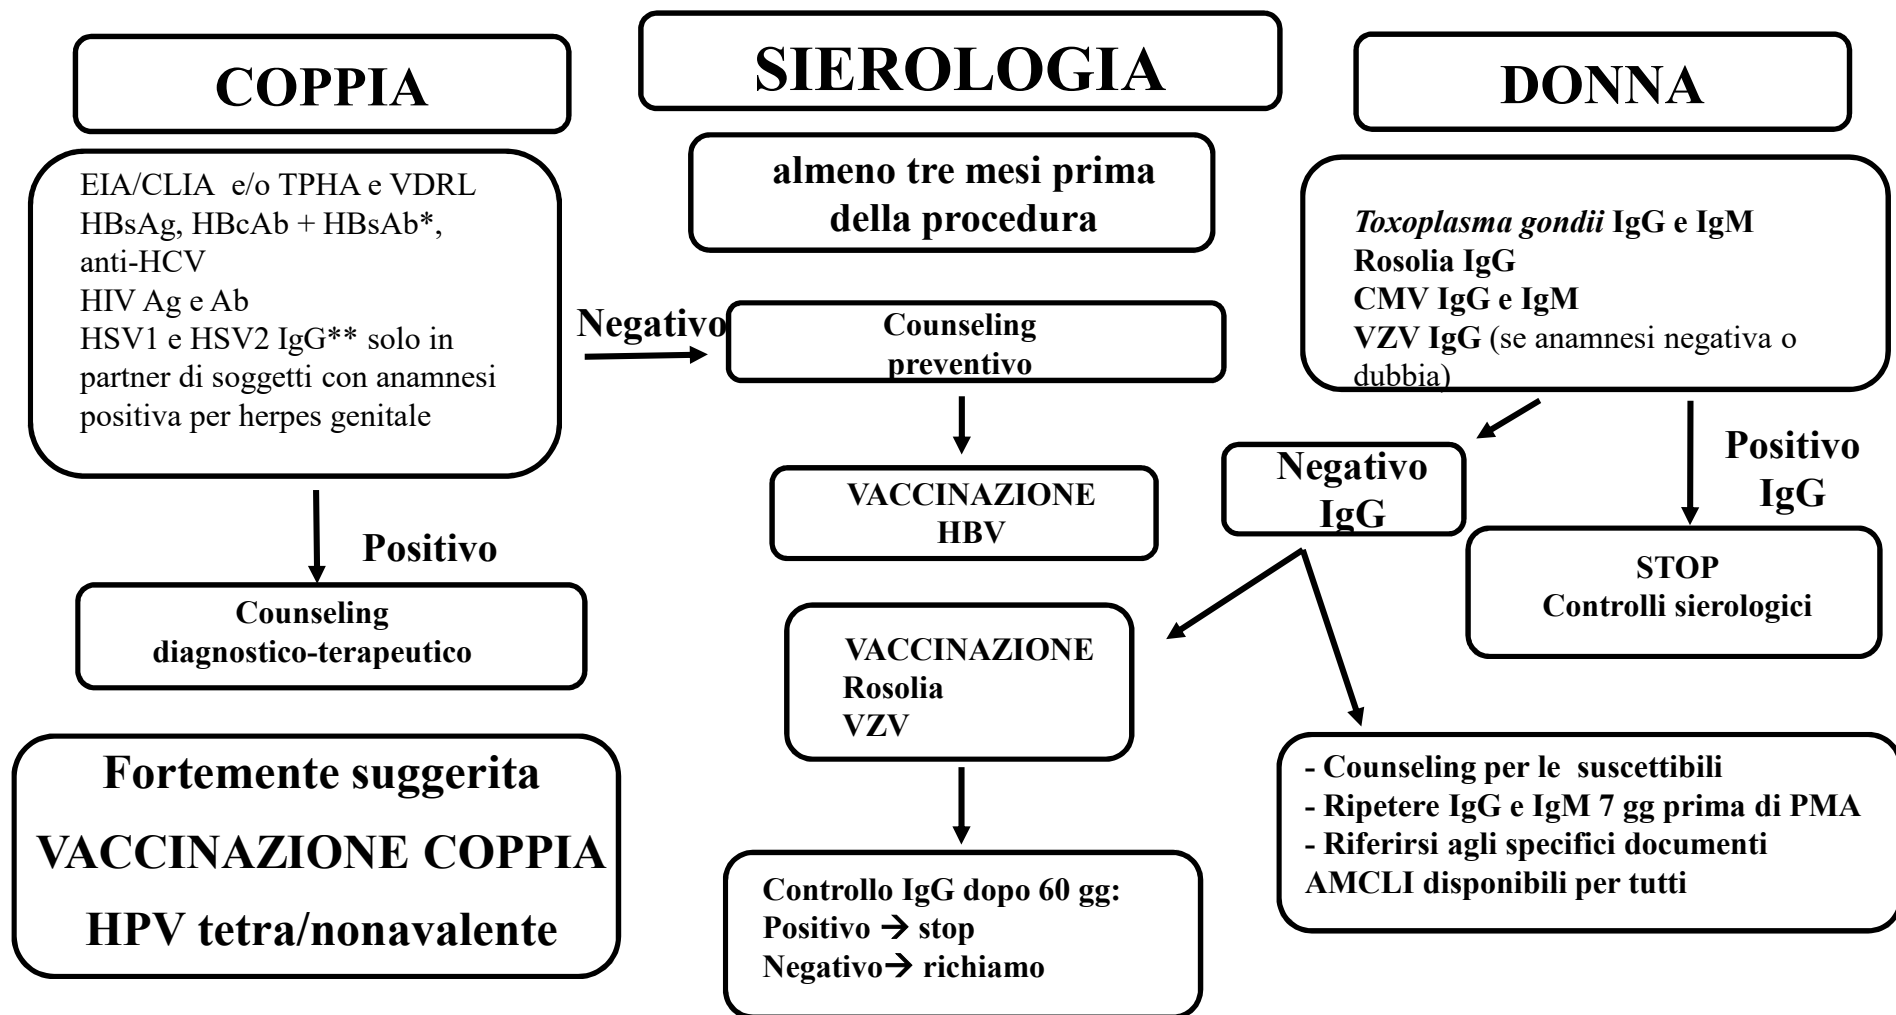 SIEROLOGIA
COPPIA
DONNA
almeno tre mesi prima
della procedura
EIA/CLIA e/o TPHA e VDRL
HBsAg, HBcAb + HBsAb*,
anti-HCV
HIV Ag e Ab
HSV1 e HSV2 IgG** solo in
partner di soggetti con anamnesi
positiva per herpes genitale
Negativo
Counseling
preventivo
VACCINAZIONE
HBV
Positivo
Counseling
diagnostico-terapeutico
Fortemente suggerita
VACCINAZIONE COPPIA
HPV tetra/nonavalente
Toxoplasma gondii IgG e IgM
Rosolia IgG
CMV IgG e IgM
VZV IgG (se anamnesi negativa o
dubbia)
Negativo
IgG
Positivo
IgG
STOP
Controlli sierologici
VACCINAZIONE
Rosolia
VZV
Controllo IgG dopo 60 gg:
Positivo → stop
Negativo→ richiamo
- Counseling per le suscettibili
- Ripetere IgG e IgM 7 gg prima di PMA
- Riferirsi agli specifici documenti
AMCLI disponibili per tutti